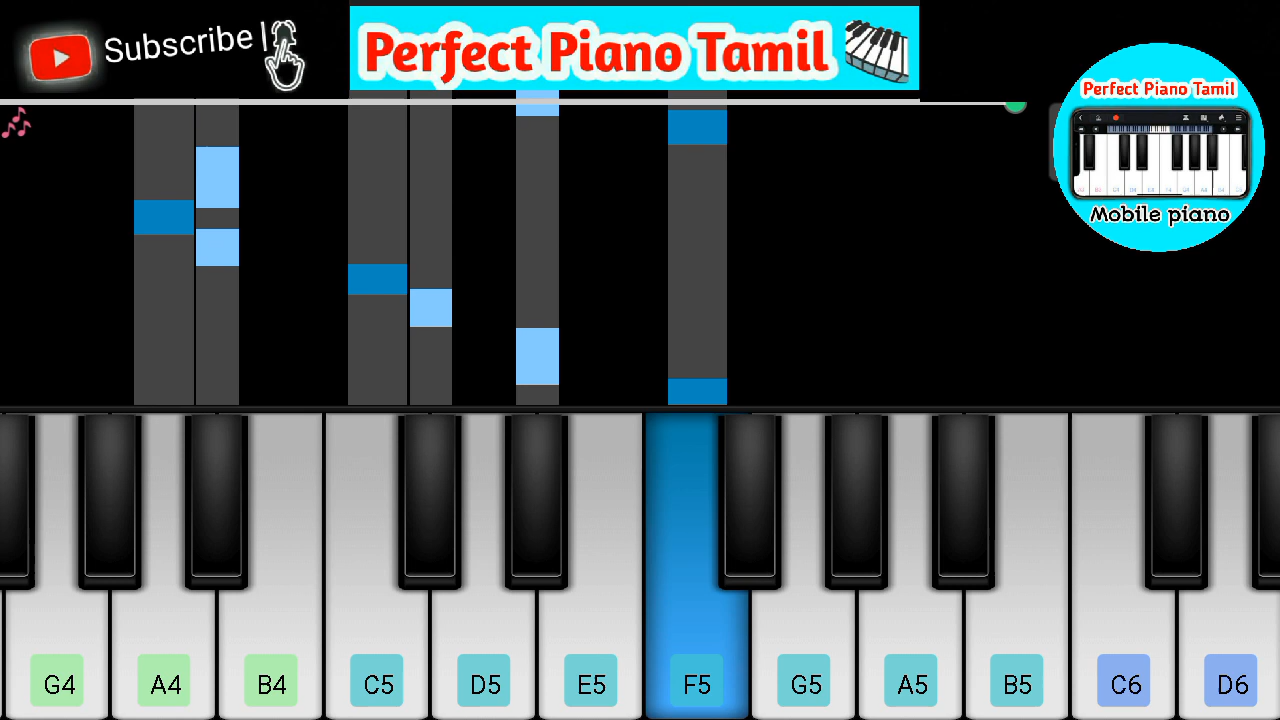 Subscribe
Perfect Piano Tamil
Perfect Piano Tamil
Mobile piano
G4 A4 B4 C5 D5 E5 F5 G5 A5 B5 C6 D6